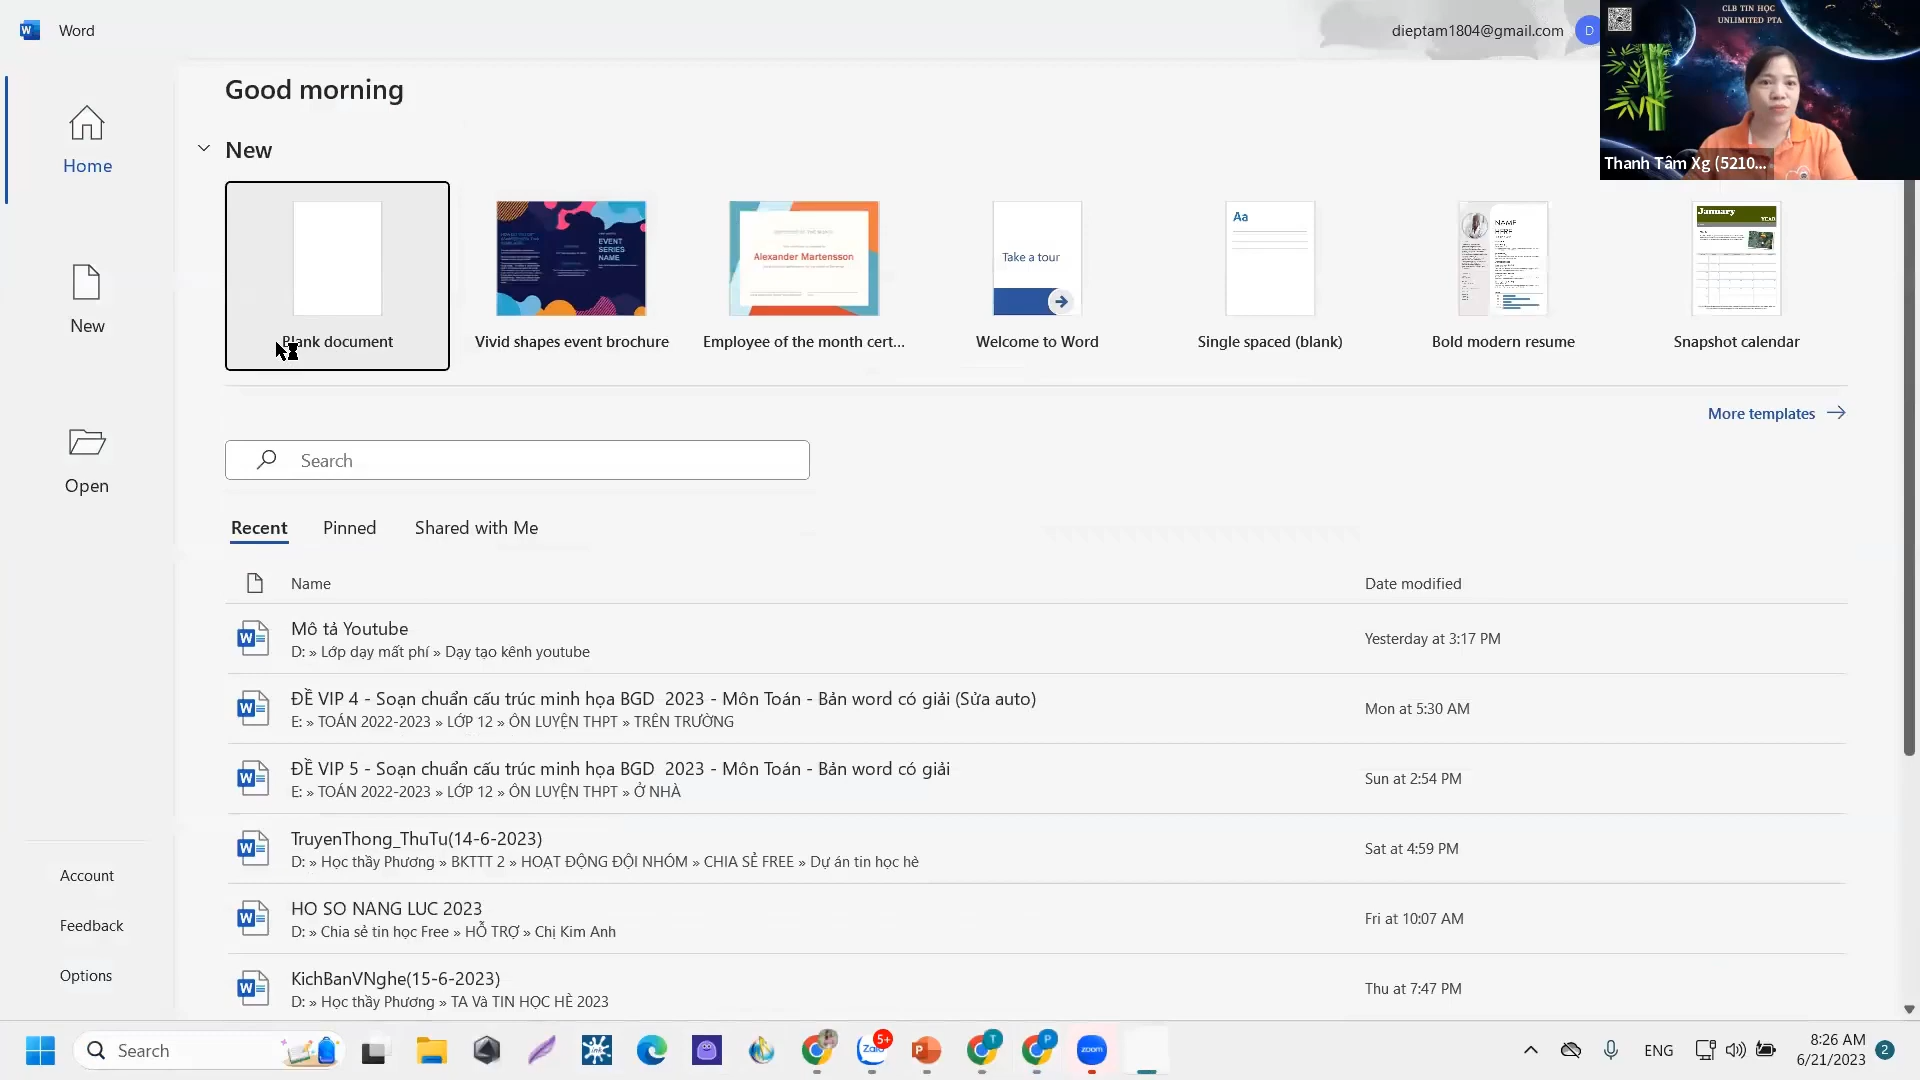 Word
dieptam1804@gmail.com
D
CLB TIN HỌC
UNLIMITED PTA
Thanh Tâm Xg (5210...
Good morning
Home
New
Open
New
EVENT
SERIES
NAME
Alexander Martensson
Take a tour
Aa
NAME
HERE
January
YEAR
Blank document
Vivid shapes event brochure
Employee of the month cert...
Welcome to Word
Single spaced (blank)
Bold modern resume
Snapshot calendar
More templates
Search
Recent
Pinned
Shared with Me
Name
Date modified
Mô tả Youtube
D: » Lớp dạy mất phí » Dạy tạo kênh youtube
Yesterday at 3:17 PM
ĐỀ VIP 4 - Soạn chuẩn cấu trúc minh họa BGD 2023 - Môn Toán - Bản word có giải (Sửa auto)
E: » TOÁN 2022-2023 » LỚP 12 » ÔN LUYỆN THPT » TRÊN TRƯỜNG
Mon at 5:30 AM
ĐỀ VIP 5 - Soạn chuẩn cấu trúc minh họa BGD 2023 - Môn Toán - Bản word có giải
E: » TOÁN 2022-2023 » LỚP 12 » ÔN LUYỆN THPT » Ở NHÀ
Sun at 2:54 PM
TruyenThong_ThuTu(14-6-2023)
D: » Học thầy Phương » BKTTT 2 » HOẠT ĐỘNG ĐỘI NHÓM » CHIA SẺ FREE » Dự án tin học hè
Sat at 4:59 PM
HO SO NANG LUC 2023
D: » Chia sẻ tin học Free » HỖ TRỢ » Chị Kim Anh
Fri at 10:07 AM
KichBanVNghe(15-6-2023)
D: » Học thầy Phương » TA Và TIN HỌC HÈ 2023
Thu at 7:47 PM
Account
Feedback
Options
Search
ink
Zalo
5+
P
T
P
zoom
ENG
8:26 AM
6/21/2023
2